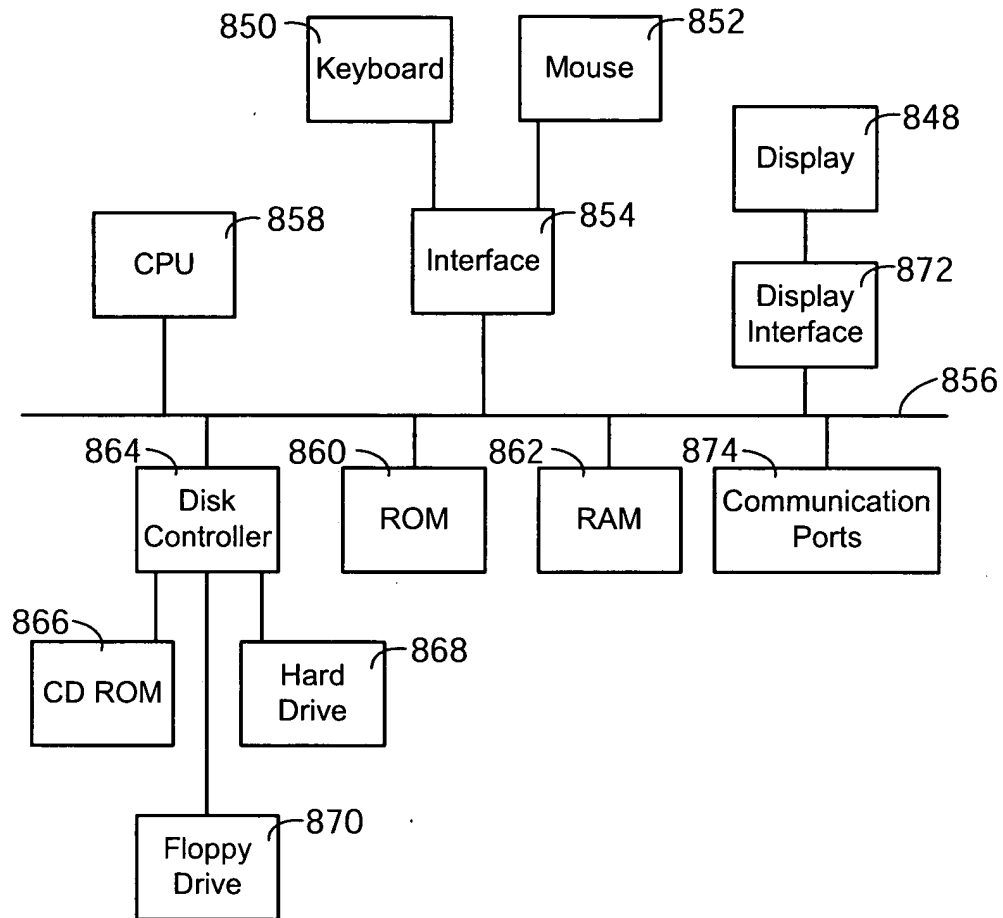 850
Keyboard
852
Mouse
848
Display
858
CPU
854
Interface
872
Display
Interface
856
864
Disk
Controller
860
ROM
862
RAM
874
Communication
Ports
866
CD ROM
868
Hard
Drive
870
Floppy
Drive